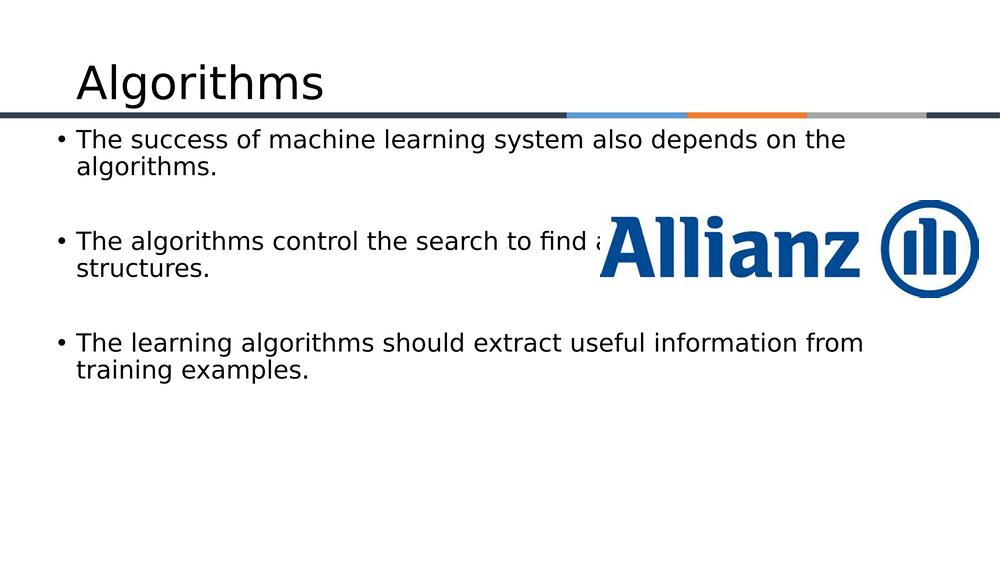 Algorithms
• The success of machine learning system also depends on the
algorithms.
• The algorithms control the search to find
structures.
Allianz
• The learning algorithms should extract useful information from
training examples.